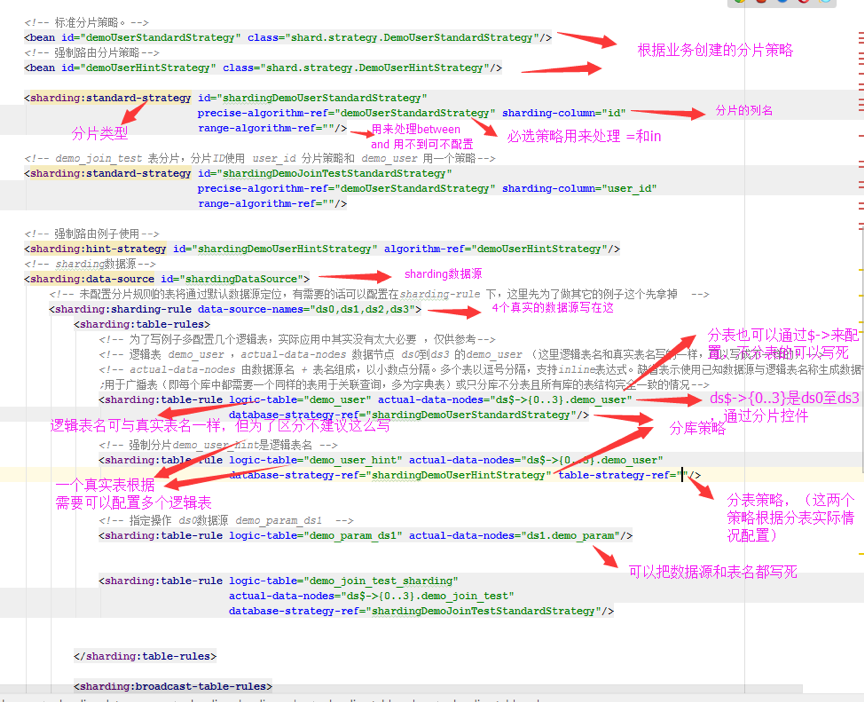 <!-- 标准分片策略。-->
<bean id="demoUserStandardStrategy" class="shard.strategy.DemoUserStandardStrategy"/>
根据业务创建的分片策略
<!-- 强制路由分片策略-->
<bean id="demoUserHintStrategy" class="shard.strategy.DemoUserHintStrategy"/>
<sharding:standard-strategy id="shardingDemoUserStandardStrategy"
precise-algorithm-ref="demoUserStandardStrategy" sharding-column="id"
分片的列名
range-algorithm-ref=""/>
分片类型
用来处理between
and 用不到可不配置
必选策略用来处理 =和in
<!-- demo_join_test 表分片，分片ID使用 user_id 分片策略和 demo_user 用一个策略-->
<sharding:standard-strategy id="shardingDemoJoinTestStandardStrategy"
precise-algorithm-ref="demoUserStandardStrategy" sharding-column="user_id"
range-algorithm-ref=""/>
<!-- 强制路由例子使用-->
<sharding:hint-strategy id="shardingDemoUserHintStrategy" algorithm-ref="demoUserHintStrategy"/>
<!-- sharding数据源-->
<sharding:data-source id="shardingDataSource">
sharding数据源
<!-- 未配置分片规则的表将通过默认数据源定位，有需要的话可以配置在sharding-rule 下，这里先为了做其它的例子这个先拿掉 -->
<sharding:sharding-rule data-source-names="ds0,ds1,ds2,ds3">
4个真实的数据源写在这
<sharding:table-rules>
<!-- 为了写例子多配置几个逻辑表，实际应用中其实没有太大必要 ，仅供参考-->
<!-- 逻辑表 demo_user ，actual-data-nodes 数据节点 ds0到ds3 的demo_user （这里逻辑表名和真实表名写的一样，
分表也可以通过$->来配
置，不分表的可以写死
<!-- actual-data-nodes 由数据源名 + 表名组成，以小数点分隔。多个表以逗号分隔，支持inline表达式。缺省表示使用已知数据源与逻辑表名称生成数据
,用于广播表（即每个库中都需要一个同样的表用于关联查询，多为字典表）或只分库不分表且所有库的表结构完全一致的情况-->
<sharding:table-rule logic-table="demo_user" actual-data-nodes="ds$->{0..3}.demo_user"
database-strategy-ref="shardingDemoUserStandardStrategy"/>
ds$->{0..3}是ds0至ds3
，通过分片控件
分库策略
逻辑表名可与真实表名一样，但为了区分不建议这么写
<!-- 强制分片demo_user_hint是逻辑表名 -->
<sharding:table-rule logic-table="demo_user_hint" actual-data-nodes="ds$->{0..3}.demo_user"
database-strategy-ref="shardingDemoUserHintStrategy" table-strategy-ref=""/>
一个真实表根据
需要可以配置多个逻辑表
分表策略，（这两个
策略根据分表实际情
况配置）
<!-- 指定操作 ds0数据源 demo_param_ds1 -->
<sharding:table-rule logic-table="demo_param_ds1" actual-data-nodes="ds1.demo_param"/>
可以把数据源和表名都写死
<sharding:table-rule logic-table="demo_join_test_sharding"
actual-data-nodes="ds$->{0..3}.demo_join_test"
database-strategy-ref="shardingDemoJoinTestStandardStrategy"/>
</sharding:table-rules>
<sharding:broadcast-table-rules>